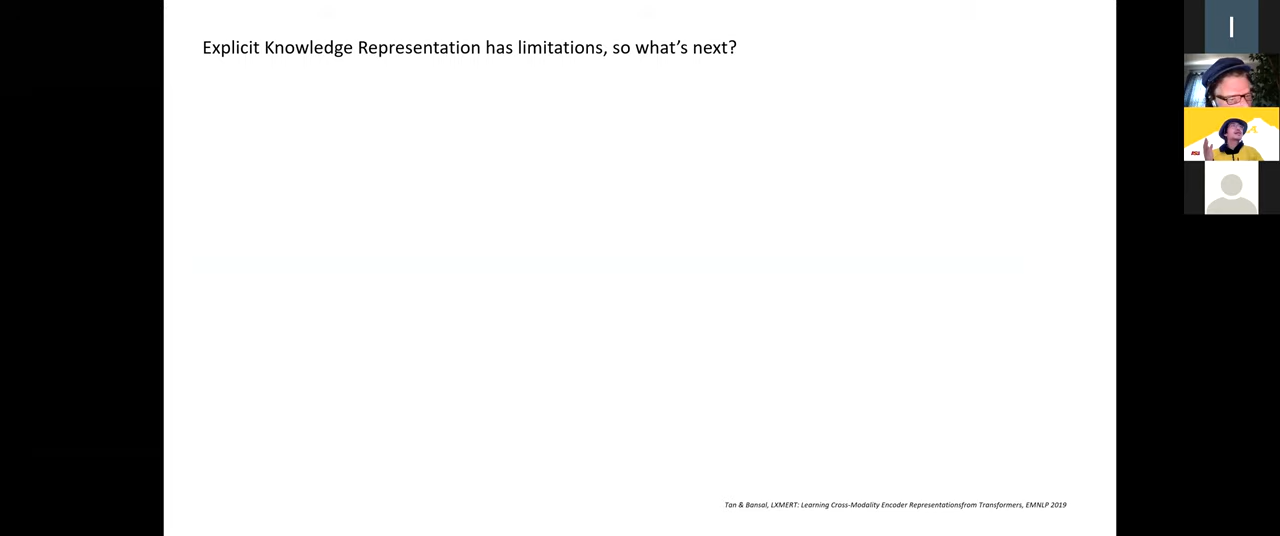 Explicit Knowledge Representation has limitations, so what's next?
I
ASU
A
Tan & Bansal, LXMERT: Learning Cross-Modality Encoder Representationsfrom Transformers, EMNLP 2019